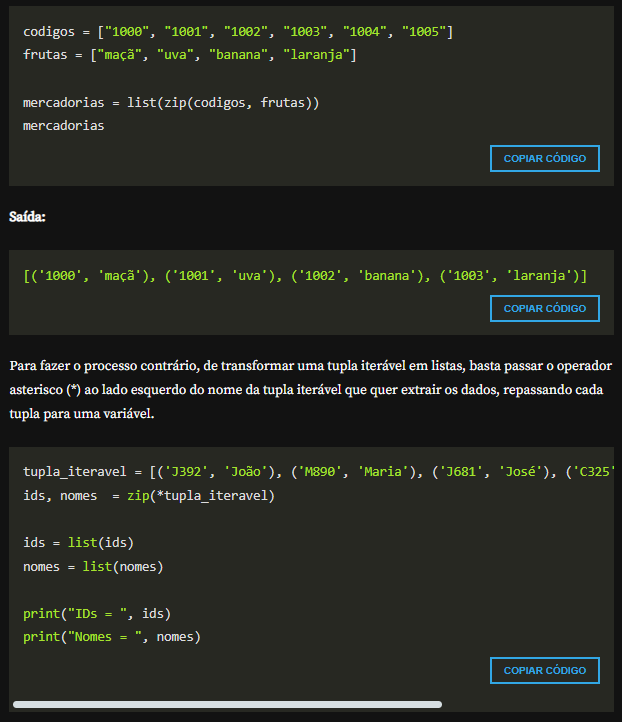 codigos = ["1000", "1001", "1002", "1003", "1004", "1005"]
frutas = ["maçã", "uva", "banana", "laranja"]
mercadorias = list(zip(codigos, frutas))
mercadorias
COPIAR CÓDIGO
Saída:
[('1000', 'maçã'), ('1001', 'uva'), ('1002', 'banana'), ('1003', 'laranja')]
COPIAR CÓDIGO
Para fazer o processo contrário, de transformar uma tupla iterável em listas, basta passar o operador
asterisco (*) ao lado esquerdo do nome da tupla iterável que quer extrair os dados, repassando cada
tupla para uma variável.
tupla_iteravel = [('J392', 'João'), ('M890', 'Maria'), ('J681', 'José'), ('C325'
ids, nomes  = zip(*tupla_iteravel)
ids = list(ids)
nomes = list(nomes)
print("IDs = ", ids)
print("Nomes = ", nomes)
COPIAR CÓDIGO